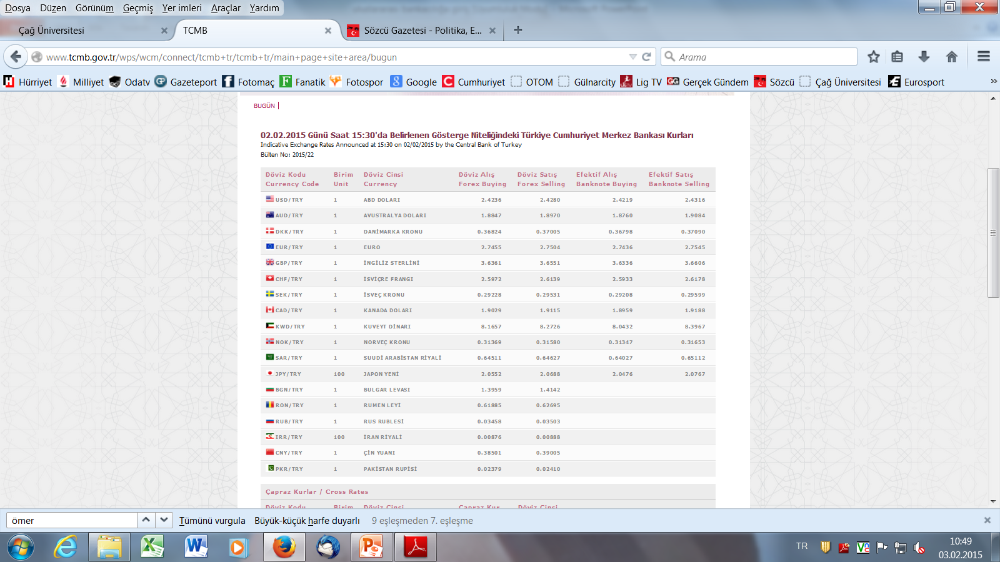 Dosya Düzen Görünüm Geçmiş Yer imleri Araçlar Yardım
Çağ Üniversitesi TCMB Sözcü Gazetesi - Politika, E...
www.tcmb.gov.tr/wps/wcm/connect/tcmb+tr/tcmb+tr/main+page+site+area/bugun Arama
Hürriyet Milliyet Odatv Gazeteport Fotomaç Fanatik Fotospor Google Cumhuriyet OTOM Gülnarcity Lig TV Gerçek Gündem Sözcü Çağ Üniversitesi Eurosport
BUGÜN |
02.02.2015 Günü Saat 15:30'da Belirlenen Gösterge Niteliğindeki Türkiye Cumhuriyet Merkez Bankası Kurları
Indicative Exchange Rates Announced at 15:30 on 02/02/2015 by the Central Bank of Turkey
Bülten No: 2015/22
Döviz Kodu Birim Döviz Cinsi Döviz Alış Döviz Satış Efektif Alış Efektif Satış
Currency Code Unit Currency Forex Buying Forex Selling Banknote Buying Banknote Selling
USD/TRY 1 ABD DOLARI 2.4236 2.4280 2.4219 2.4316
AUD/TRY 1 AVUSTRALYA DOLARI 1.8847 1.8970 1.8760 1.9084
DKK/TRY 1 DANİMARKA KRONU 0.36824 0.37005 0.36798 0.37090
EUR/TRY 1 EURO 2.7455 2.7504 2.7436 2.7545
GBP/TRY 1 İNGİLİZ STERLİNİ 3.6361 3.6551 3.6336 3.6606
CHF/TRY 1 İSVİÇRE FRANGI 2.5972 2.6139 2.5933 2.6178
SEK/TRY 1 İSVEÇ KRONU 0.29228 0.29531 0.29208 0.29599
CAD/TRY 1 KANADA DOLARI 1.9029 1.9115 1.8959 1.9188
KWD/TRY 1 KUVEYT DİNARI 8.1657 8.2726 8.0432 8.3967
NOK/TRY 1 NORVEÇ KRONU 0.31369 0.31580 0.31347 0.31653
SAR/TRY 1 SUUDİ ARABİSTAN RİYALİ 0.64511 0.64627 0.64027 0.65112
JPY/TRY 100 JAPON YENİ 2.0552 2.0688 2.0476 2.0767
BGN/TRY 1 BULGAR LEVASI 1.3959 1.4142
RON/TRY 1 RUMEN LEYİ 0.61885 0.62695
RUB/TRY 1 RUS RUBLESİ 0.03458 0.03503
IRR/TRY 100 İRAN RİYALİ 0.00876 0.00888
CNY/TRY 1 ÇİN YUANI 0.38501 0.39005
PKR/TRY 1 PAKİSTAN RUPİSİ 0.02379 0.02410
Çapraz Kurlar / Cross Rates
Döviz Kodu Birim Döviz Cinsi Çapraz Kur Döviz Cinsi
ömer Tümünü vurgula Büyük-küçük harfe duyarlı 9 eşleşmeden 7. eşleşme
TR 10:49
03.02.2015